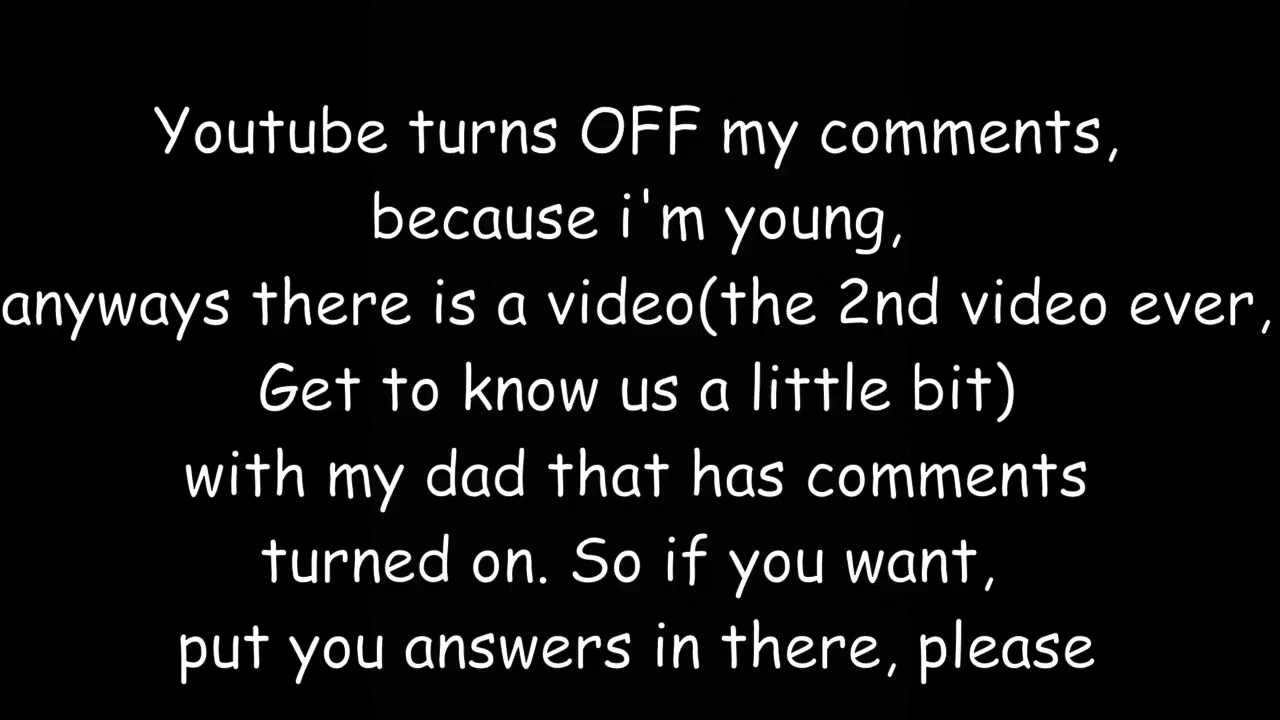 Youtube turns OFF my comments,
because i'm young,
anyways there is a video(the 2nd video ever,
Get to know us a little bit)
with my dad that has comments
turned on. So if you want,
put you answers in there, please